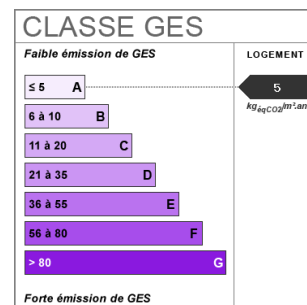 CLASSE GES
Faible émission de GES
LOGEMENT
≤ 5 A
5
kgéqCO2/m².an
6 à 10 B
11 à 20 C
21 à 35 D
36 à 55 E
56 à 80 F
> 80 G
Forte émission de GES